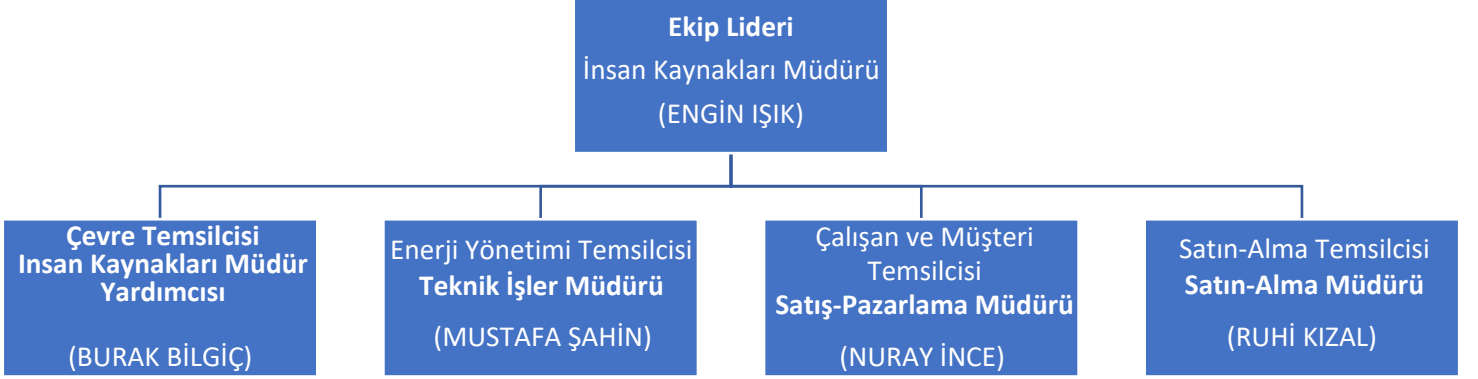 Ekip Lideri
İnsan Kaynakları Müdürü
(ENGİN IŞIK)
Çevre Temsilcisi
Insan Kaynakları Müdür
Yardımcısı
(BURAK BİLGİÇ)
Enerji Yönetimi Temsilcisi
Teknik İşler Müdürü
(MUSTAFA ŞAHİN)
Çalışan ve Müşteri
Temsilcisi
Satış-Pazarlama Müdürü
(NURAY İNCE)
Satın-Alma Temsilcisi
Satın-Alma Müdürü
(RUHİ KIZAL)